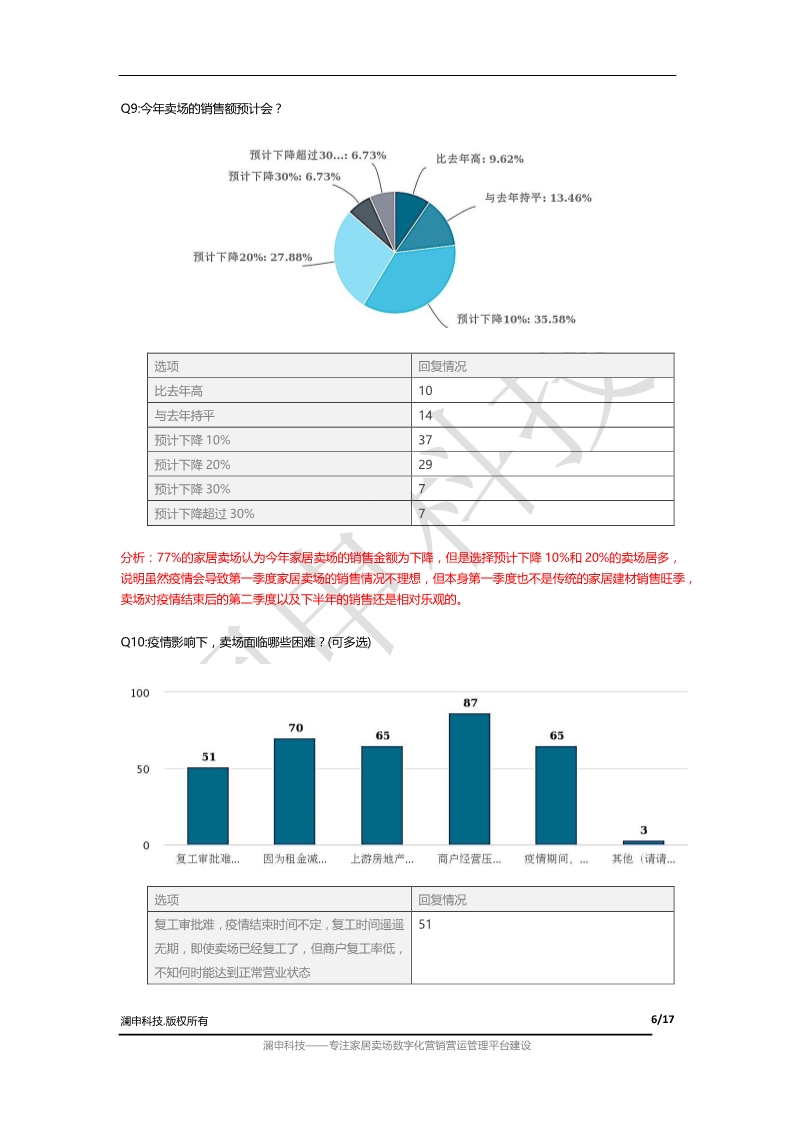 Q9:今年卖场的销售额预计会？
预计下降超过30...: 6.73%
比去年高: 9.62%
预计下降30%: 6.73%
与去年持平: 13.46%
预计下降20%: 27.88%
预计下降10%: 35.58%
选项 回复情况
比去年高 10
与去年持平 14
预计下降 10% 37
预计下降 20% 29
预计下降 30% 7
预计下降超过 30% 7
分析：77%的家居卖场认为今年家居卖场的销售金额为下降，但是选择预计下降 10%和 20%的卖场居多，
说明虽然疫情会导致第一季度家居卖场的销售情况不理想，但本身第一季度也不是传统的家居建材销售旺季，
卖场对疫情结束后的第二季度以及下半年的销售还是相对乐观的。
Q10:疫情影响下，卖场面临哪些困难？(可多选)
100
50
0
51
70
65
87
65
3
复工审批难...
因为租金减...
上游房地产...
商户经营压...
疫情期间，...
其他（请请...
选项 回复情况
复工审批难，疫情结束时间不定，复工时间遥遥 51
无期，即使卖场已经复工了，但商户复工率低，
不知何时能达到正常营业状态
澜申科技.版权所有 6/17
澜申科技——专注家居卖场数字化营销营运管理平台建设
申科技